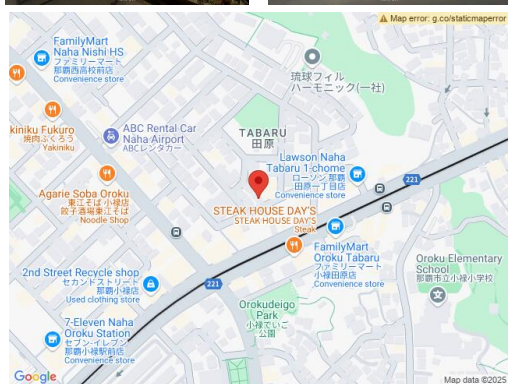 Map error: g.co/staticmaperror
FamilyMart
Naha Nishi HS
ファミリーマート
那覇西高校前店
Convenience store
琉球フィル
ハーモニック(一社)
kiniku Fukuro
焼肉ふくろう
Yakiniku
ABC Rental Car
Naha Airport
ABCレンタカー
TABARU
田原
Lawson Naha
Tabaru 1-chome
ローソン 那覇
田原一丁目店
Convenience store
221
Agarie Soba Oroku
東江そば 小禄店
餃子酒場東江そば
Noodle Shop
STEAK HOUSE DAY'S
STEAK HOUSE DAY'S
Steak
FamilyMart
Oroku Tabaru
ファミリーマート
小禄田原店
Convenience store
Oroku Elementary
School
那覇市立小禄小学校
2nd Street Recycle shop
セカンドストリート
那覇小禄店
Used clothing store
221
Orokudeigo
Park
小禄でいご
公園
7-Eleven Naha
Oroku Station
セブン-イレブン
那覇小禄駅前店
Convenience store
Google
Map data ©2025